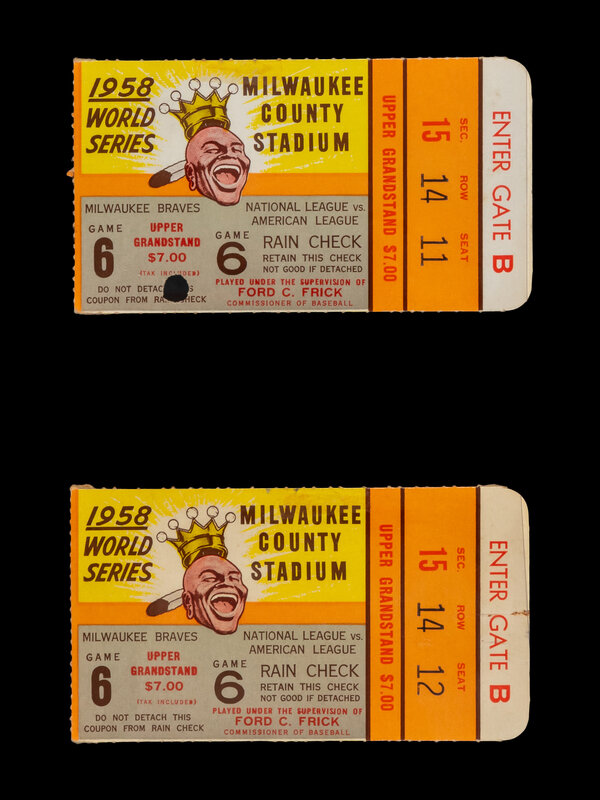 1958
WORLD
SERIES
MILWAUKEE
COUNTY
STADIUM
MILWAUKEE BRAVES
GAME
6
UPPER
GRANDSTAND
$7.00
(TAX INCLUDED)
DO NOT DETACH
COUPON FROM RAIN CHECK
NATIONAL LEAGUE vs.
AMERICAN LEAGUE
GAME
6
RAIN CHECK
RETAIN THIS CHECK
NOT GOOD IF DETACHED
PLAYED UNDER THE SUPERVISION OF
FORD C. FRICK
COMMISSIONER OF BASEBALL
UPPER GRANDSTAND $7.00
SEC. ROW SEAT
15 14 11
ENTER GATE B
1958
WORLD
SERIES
MILWAUKEE
COUNTY
STADIUM
MILWAUKEE BRAVES
GAME
6
UPPER
GRANDSTAND
$7.00
(TAX INCLUDED)
DO NOT DETACH THIS
COUPON FROM RAIN CHECK
NATIONAL LEAGUE vs.
AMERICAN LEAGUE
GAME
6
RAIN CHECK
RETAIN THIS CHECK
NOT GOOD IF DETACHED
PLAYED UNDER THE SUPERVISION OF
FORD C. FRICK
COMMISSIONER OF BASEBALL
UPPER GRANDSTAND $7.00
SEC. ROW SEAT
15 14 12
ENTER GATE B